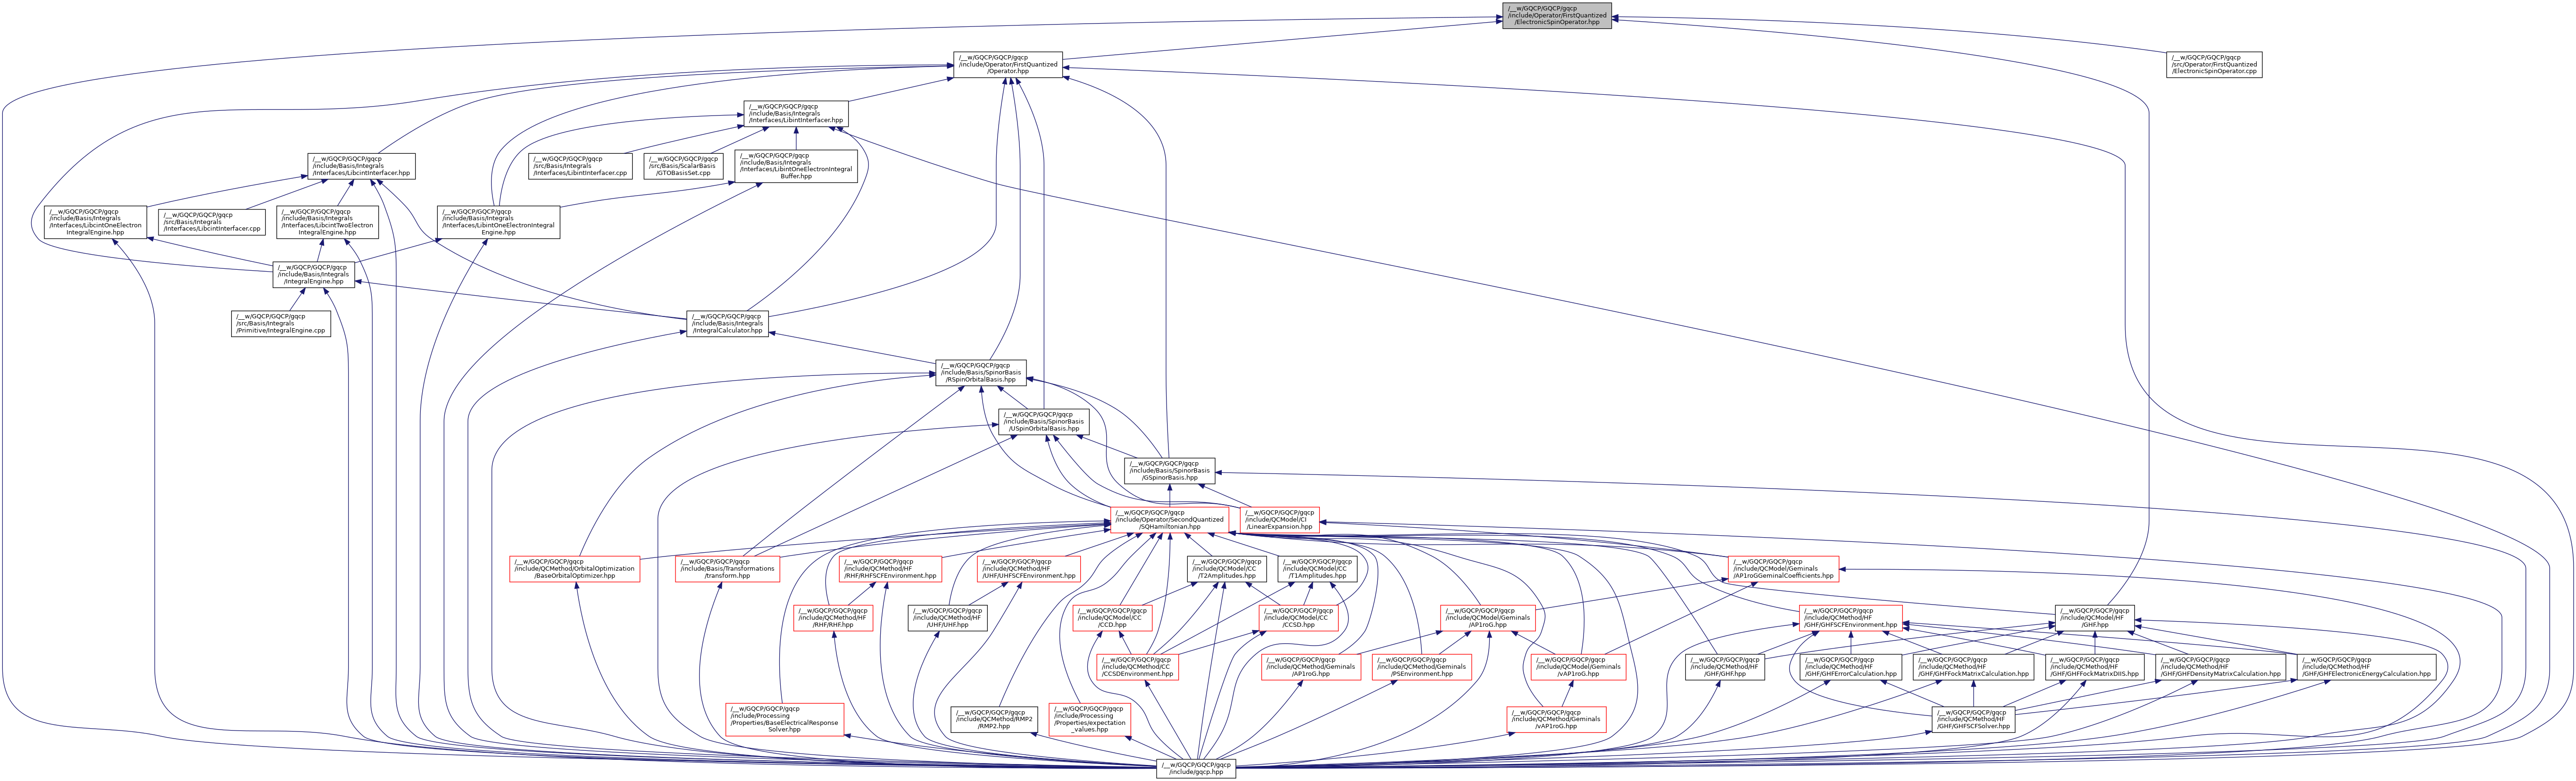 /__w/GQCP/GQCP/gqcp
/include/Operator/FirstQuantized
/ElectronicSpinOperator.hpp
/__w/GQCP/GQCP/gqcp
/include/Operator/FirstQuantized
/Operator.hpp
/__w/GQCP/GQCP/gqcp
/src/Operator/FirstQuantized
/ElectronicSpinOperator.cpp
/__w/GQCP/GQCP/gqcp
/include/Basis/Integrals
/Interfaces/LibintInterfacer.hpp
/__w/GQCP/GQCP/gqcp
/include/Basis/Integrals
/Interfaces/LibcintInterfacer.hpp
/__w/GQCP/GQCP/gqcp
/src/Basis/Integrals
/Interfaces/LibintInterfacer.cpp
/__w/GQCP/GQCP/gqcp
/src/Basis/ScalarBasis
/GTOBasisSet.cpp
/__w/GQCP/GQCP/gqcp
/include/Basis/Integrals
/Interfaces/LibintOneElectronIntegral
Buffer.hpp
/__w/GQCP/GQCP/gqcp
/include/Basis/Integrals
/Interfaces/LibcintOneElectron
IntegralEngine.hpp
/__w/GQCP/GQCP/gqcp
/src/Basis/Integrals
/Interfaces/LibcintInterfacer.cpp
/__w/GQCP/GQCP/gqcp
/include/Basis/Integrals
/Interfaces/LibcintTwoElectron
IntegralEngine.hpp
/__w/GQCP/GQCP/gqcp
/include/Basis/Integrals
/Interfaces/LibintOneElectronIntegral
Engine.hpp
/__w/GQCP/GQCP/gqcp
/include/Basis/Integrals
/IntegralEngine.hpp
/__w/GQCP/GQCP/gqcp
/src/Basis/Integrals
/Primitive/IntegralEngine.cpp
/__w/GQCP/GQCP/gqcp
/include/Basis/Integrals
/IntegralCalculator.hpp
/__w/GQCP/GQCP/gqcp
/include/Basis/SpinorBasis
/RSpinOrbitalBasis.hpp
/__w/GQCP/GQCP/gqcp
/include/Basis/SpinorBasis
/USpinOrbitalBasis.hpp
/__w/GQCP/GQCP/gqcp
/include/Basis/SpinorBasis
/GSpinorBasis.hpp
/__w/GQCP/GQCP/gqcp
/include/Operator/SecondQuantized
/SQHamiltonian.hpp
/__w/GQCP/GQCP/gqcp
/include/QCModel/CI
/LinearExpansion.hpp
/__w/GQCP/GQCP/gqcp
/include/QCMethod/OrbitalOptimization
/BaseOrbitalOptimizer.hpp
/__w/GQCP/GQCP/gqcp
/include/Basis/Transformations
/transform.hpp
/__w/GQCP/GQCP/gqcp
/include/QCMethod/HF
/RHF/RHFSCFEnvironment.hpp
/__w/GQCP/GQCP/gqcp
/include/QCMethod/HF
/UHF/UHFSCFEnvironment.hpp
/__w/GQCP/GQCP/gqcp
/include/QCModel/CC
/T2Amplitudes.hpp
/__w/GQCP/GQCP/gqcp
/include/QCModel/CC
/T1Amplitudes.hpp
/__w/GQCP/GQCP/gqcp
/include/QCModel/Geminals
/AP1roGGeminalCoefficients.hpp
/__w/GQCP/GQCP/gqcp
/include/QCMethod/HF
/RHF/RHF.hpp
/__w/GQCP/GQCP/gqcp
/include/QCMethod/HF
/UHF/UHF.hpp
/__w/GQCP/GQCP/gqcp
/include/QCModel/CC
/CCD.hpp
/__w/GQCP/GQCP/gqcp
/include/QCModel/CC
/CCSD.hpp
/__w/GQCP/GQCP/gqcp
/include/QCModel/Geminals
/AP1roG.hpp
/__w/GQCP/GQCP/gqcp
/include/QCMethod/HF
/GHF/GHFSCFEnvironment.hpp
/__w/GQCP/GQCP/gqcp
/include/QCModel/HF
/GHF.hpp
/__w/GQCP/GQCP/gqcp
/include/QCMethod/CC
/CCSDEnvironment.hpp
/__w/GQCP/GQCP/gqcp
/include/QCMethod/Geminals
/AP1roG.hpp
/__w/GQCP/GQCP/gqcp
/include/QCMethod/Geminals
/PSEnvironment.hpp
/__w/GQCP/GQCP/gqcp
/include/QCModel/Geminals
/vAP1roG.hpp
/__w/GQCP/GQCP/gqcp
/include/QCMethod/HF
/GHF/GHF.hpp
/__w/GQCP/GQCP/gqcp
/include/QCMethod/HF
/GHF/GHFErrorCalculation.hpp
/__w/GQCP/GQCP/gqcp
/include/QCMethod/HF
/GHF/GHFFockMatrixCalculation.hpp
/__w/GQCP/GQCP/gqcp
/include/QCMethod/HF
/GHF/GHFFockMatrixDIIS.hpp
/__w/GQCP/GQCP/gqcp
/include/QCMethod/HF
/GHF/GHFDensityMatrixCalculation.hpp
/__w/GQCP/GQCP/gqcp
/include/QCMethod/HF
/GHF/GHFElectronicEnergyCalculation.hpp
/__w/GQCP/GQCP/gqcp
/include/Processing
/Properties/BaseElectricalResponse
Solver.hpp
/__w/GQCP/GQCP/gqcp
/include/QCMethod/RMP2
/RMP2.hpp
/__w/GQCP/GQCP/gqcp
/include/Processing
/Properties/expectation
_values.hpp
/__w/GQCP/GQCP/gqcp
/include/QCMethod/Geminals
/vAP1roG.hpp
/__w/GQCP/GQCP/gqcp
/include/QCMethod/HF
/GHF/GHFSCFSolver.hpp
/__w/GQCP/GQCP/gqcp
/include/gqcp.hpp